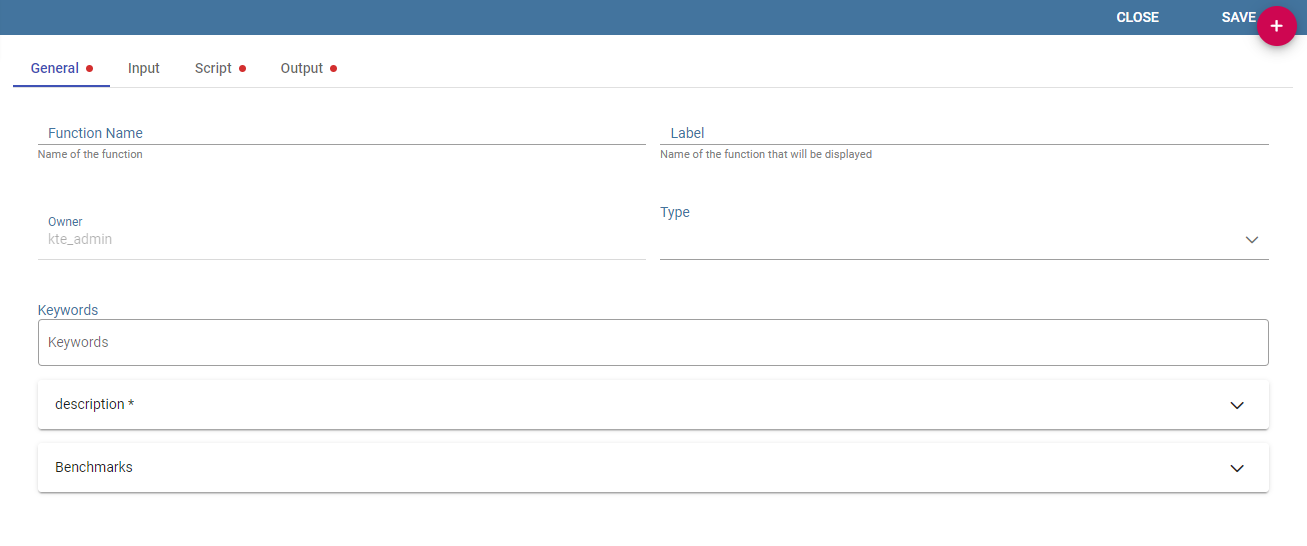 CLOSE SAVE +
General Input Script Output
Function Name Label
Name of the function Name of the function that will be displayed
Type
Owner
kte_admin
Keywords
Keywords
description *
Benchmarks